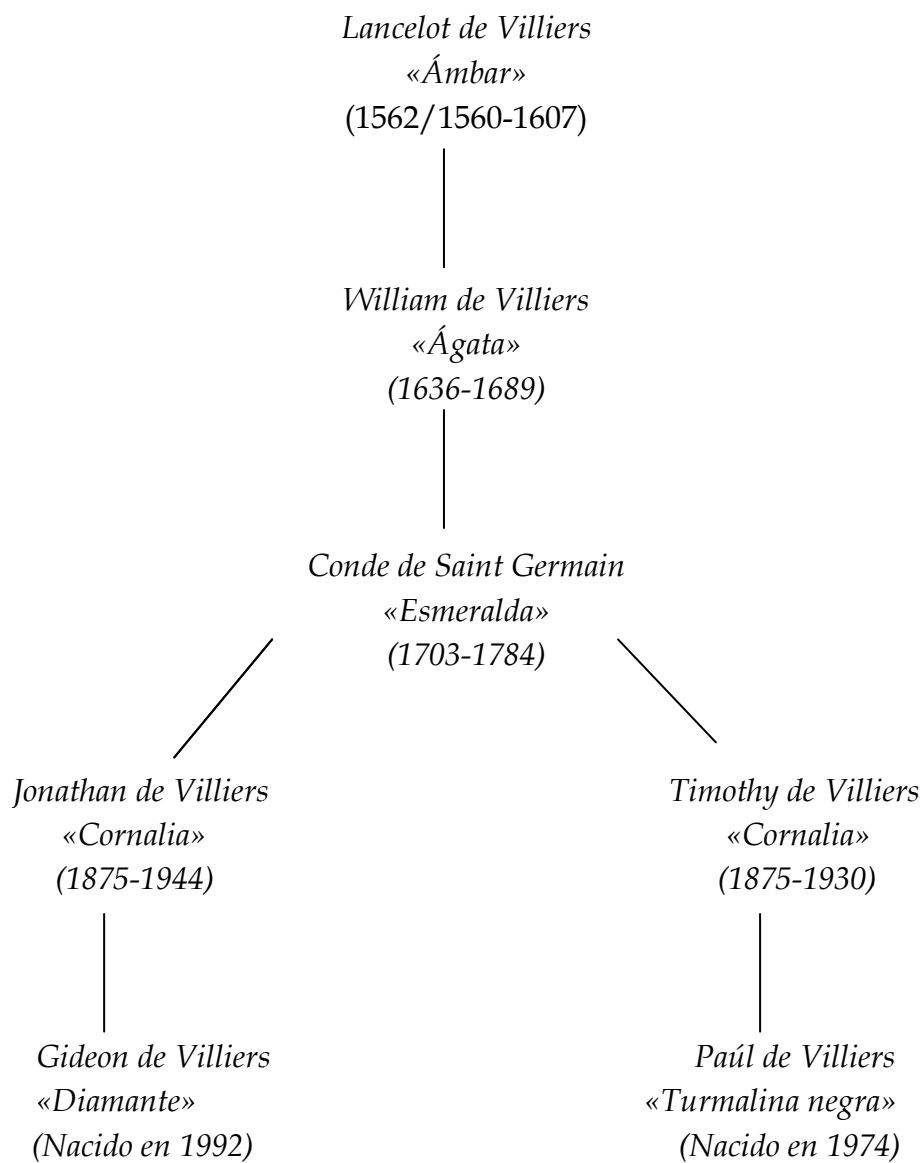 Lancelot de Villiers
«Ámbar»
(1562/1560-1607)
William de Villiers
«Ágata»
(1636-1689)
Conde de Saint Germain
«Esmeralda»
(1703-1784)
Jonathan de Villiers
«Cornalia»
(1875-1944)
Timothy de Villiers
«Cornalia»
(1875-1930)
Gideon de Villiers
«Diamante»
(Nacido en 1992)
Paúl de Villiers
«Turmalina negra»
(Nacido en 1974)